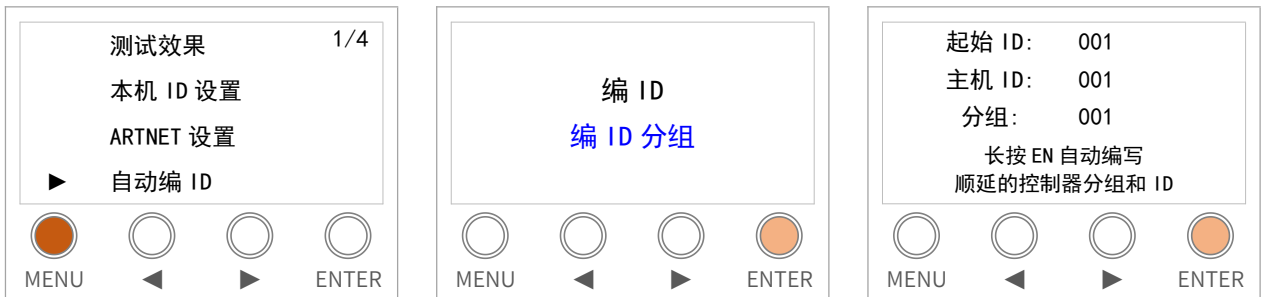 测试效果 1/4
本机 ID 设置
ARTNET 设置
► 自动编 ID
MENU ◀ ▶ ENTER
编 ID
编 ID 分组
MENU ◀ ▶ ENTER
起始 ID: 001
主机 ID: 001
分组: 001
长按 EN 自动编写
顺延的控制器分组和 ID
MENU ◀ ▶ ENTER